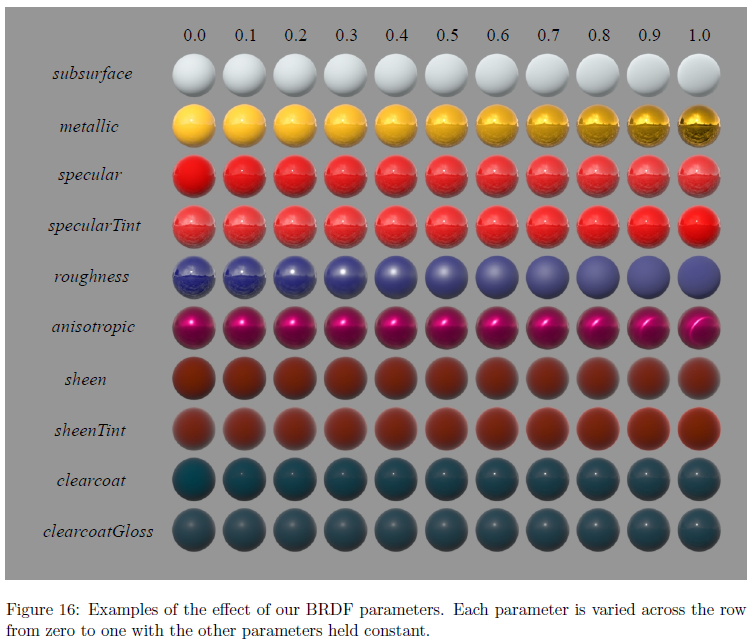 0.0 0.1 0.2 0.3 0.4 0.5 0.6 0.7 0.8 0.9 1.0
subsurface
metallic
specular
specularTint
roughness
anisotropic
sheen
sheenTint
clearcoat
clearcoatGloss
Figure 16: Examples of the effect of our BRDF parameters. Each parameter is varied across the row
from zero to one with the other parameters held constant.